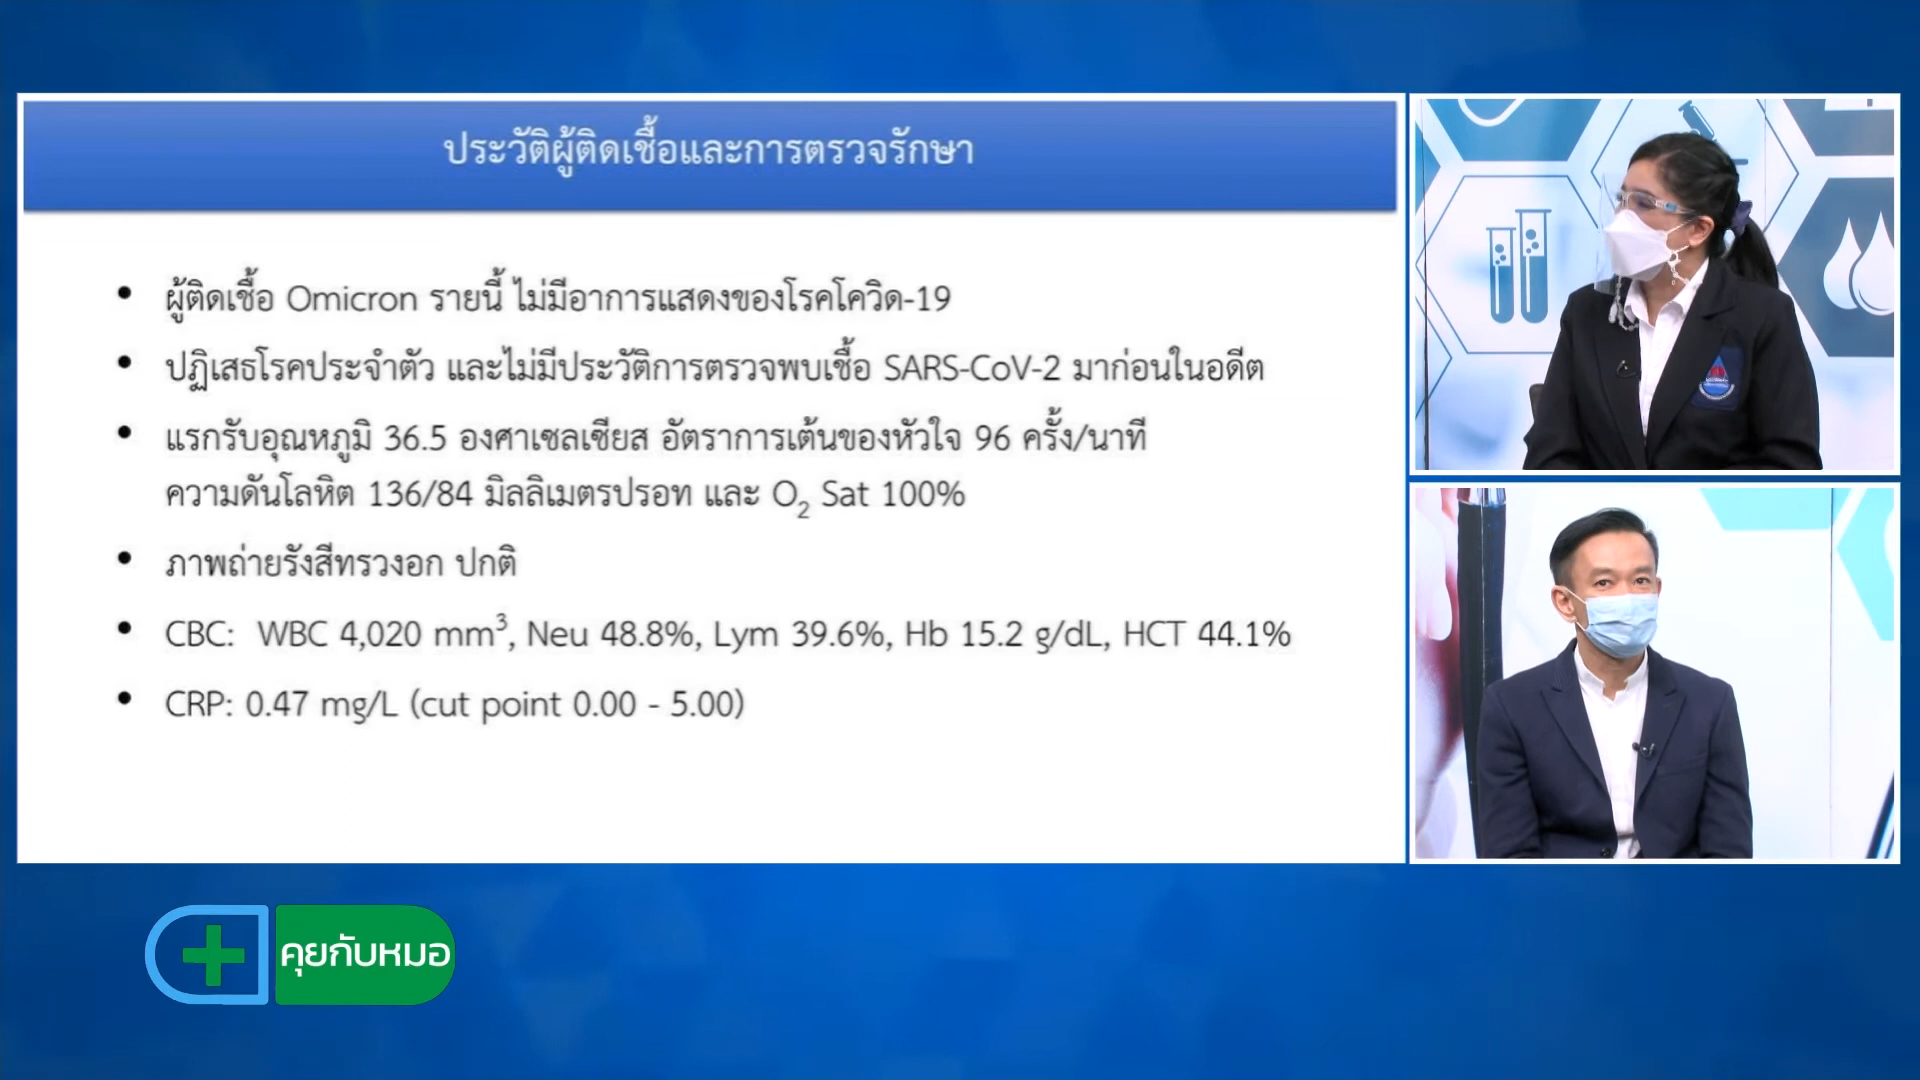 ประวัติผู้ติดเชื้อและการตรวจรักษา
• ผู้ติดเชื้อ Omicron รายนี้ ไม่มีอาการแสดงของโรคโควิด-19
• ปฏิเสธโรคประจำตัว และไม่มีประวัติการตรวจพบเชื้อ SARS-CoV-2 มาก่อนในอดีต
• แรกรับอุณหภูมิ 36.5 องศาเซลเซียส อัตราการเต้นของหัวใจ 96 ครั้ง/นาที
ความดันโลหิต 136/84 มิลลิเมตรปรอท และ O₂ Sat 100%
• ภาพถ่ายรังสีทรวงอก ปกติ
• CBC: WBC 4,020 mm³, Neu 48.8%, Lym 39.6%, Hb 15.2 g/dL, HCT 44.1%
• CRP: 0.47 mg/L (cut point 0.00 - 5.00)
คุยกับหมอ